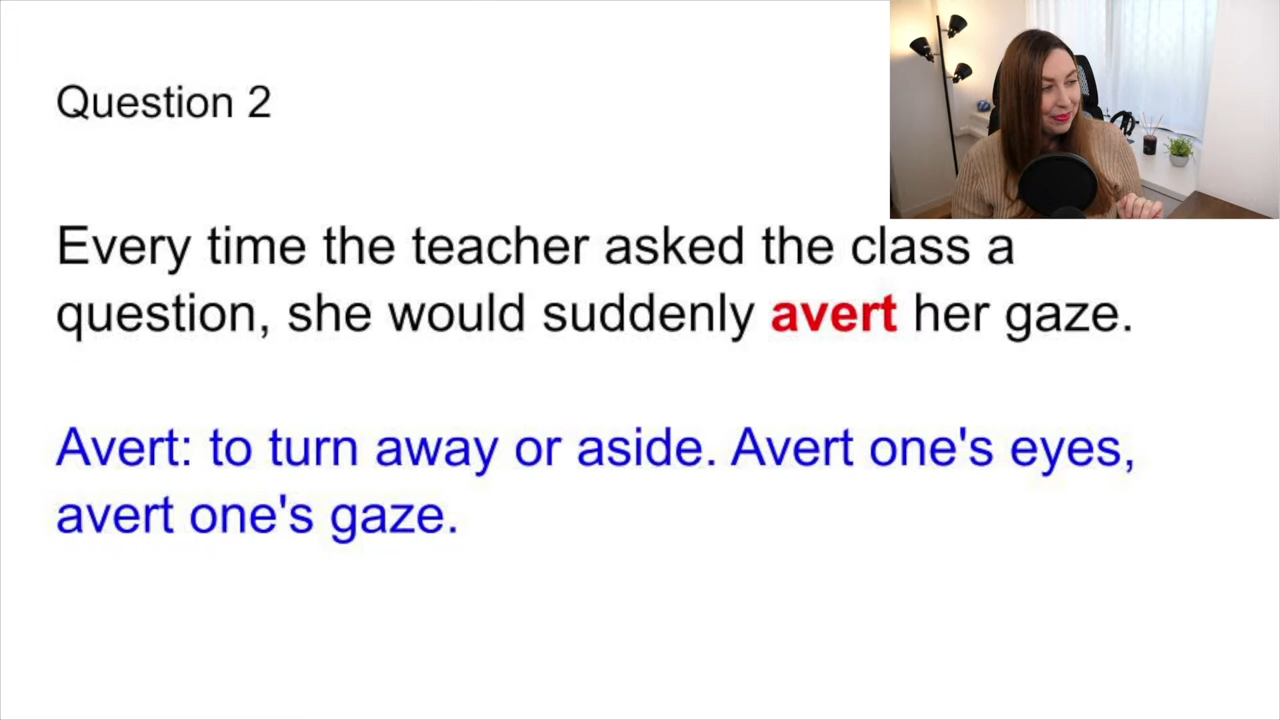 Question 2
Every time the teacher asked the class a
question, she would suddenly avert her gaze.
Avert: to turn away or aside. Avert one's eyes,
avert one's gaze.